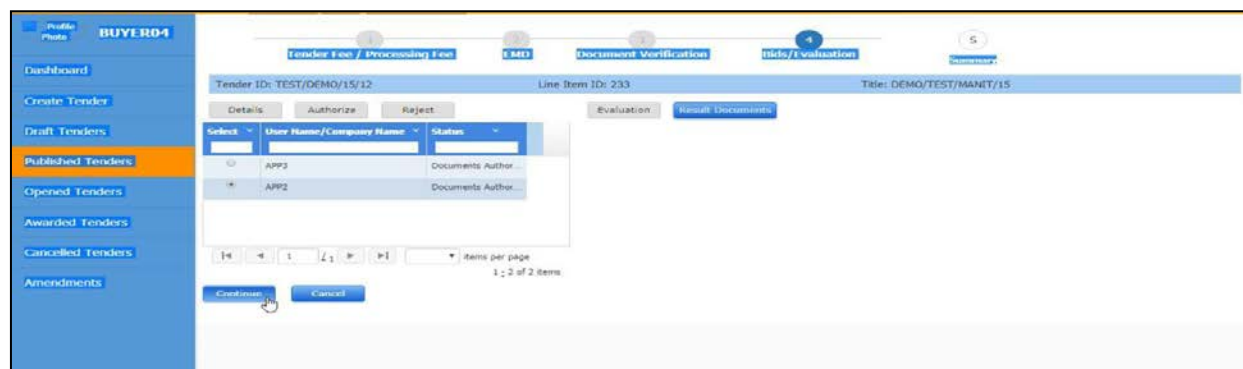 Profile Photo
BUYER04
Dashboard
Create Tender
Draft Tenders
Published Tenders
Opened Tenders
Awarded Tenders
Cancelled Tenders
Amendments
1 2 3 4 5
Tender Fee / Processing Fee EMD Document Verification Bids/Evaluation Summary
Tender ID: TEST/DEMO/15/12 Line Item ID: 233 Title: DEMO/TEST/MANIT/15
Details Authorize Reject Evaluation Result Documents
Select User Name/Company Name Status
APP3 Documents Author...
APP2 Documents Author...
1 / 1 items per page
1 - 2 of 2 items
Continue Cancel